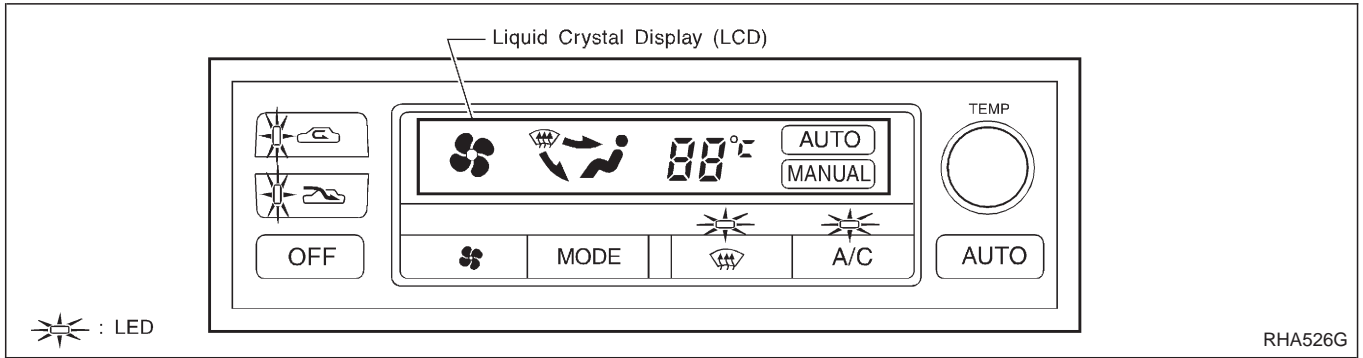 Liquid Crystal Display (LCD)
TEMP
88°C
AUTO
MANUAL
OFF
MODE
A/C
AUTO
: LED
RHA526G